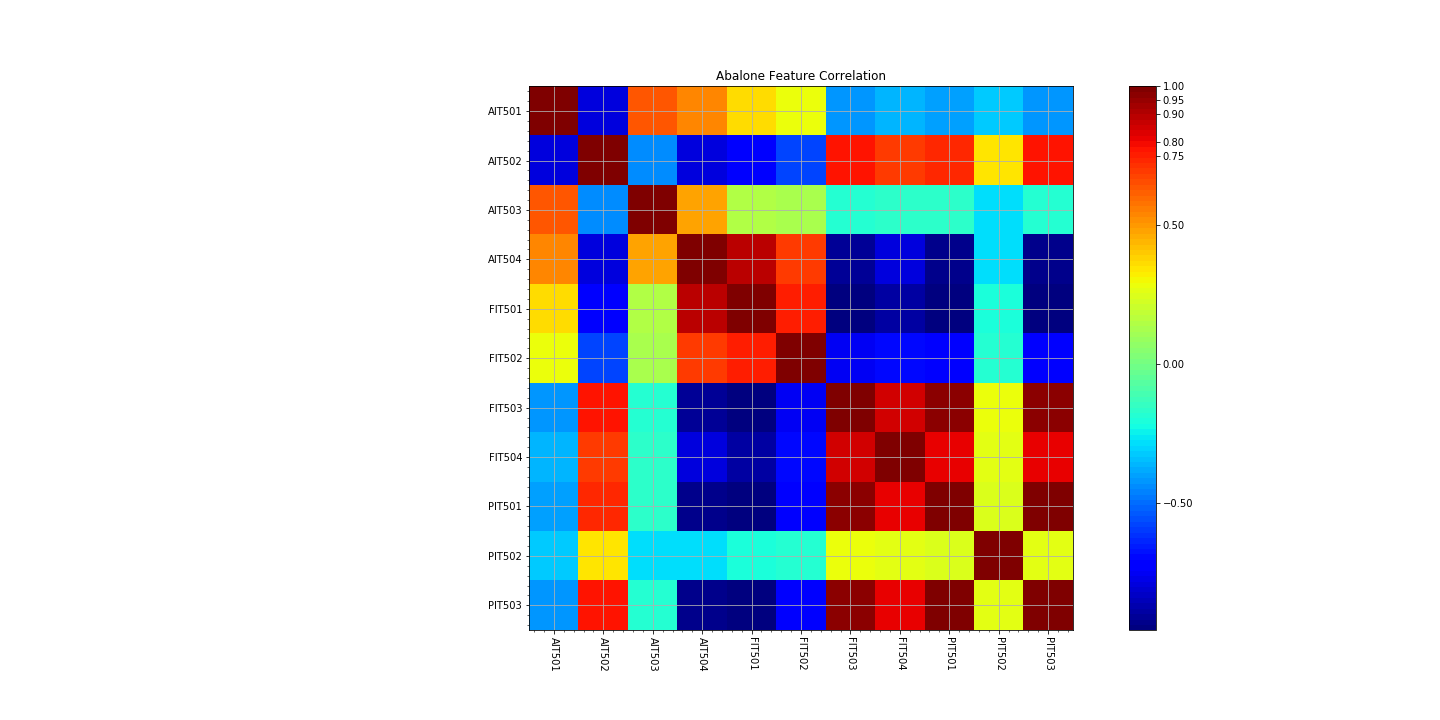 Abalone Feature Correlation
AIT501
AIT502
AIT503
AIT504
FIT501
FIT502
FIT503
FIT504
PIT501
PIT502
PIT503
AIT501
AIT502
AIT503
AIT504
FIT501
FIT502
FIT503
FIT504
PIT501
PIT502
PIT503
1.00
0.95
0.90
0.80
0.75
0.50
0.00
−0.50